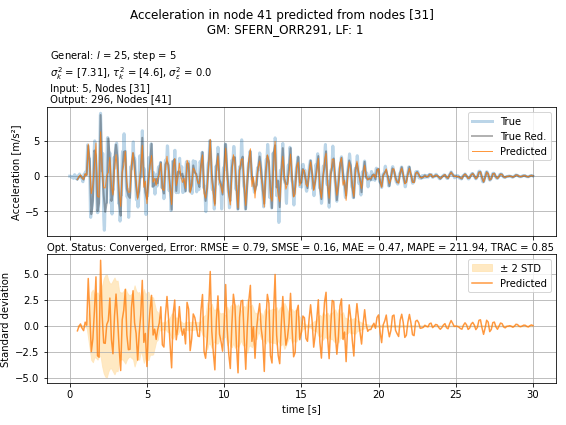 Acceleration in node 41 predicted from nodes [31]
GM: SFERN_ORR291, LF: 1
General: l = 25, step = 5
σ²ₖ = [7.31], τ²ₖ = [4.6], σ²ε = 0.0
Input: 5, Nodes [31]
Output: 296, Nodes [41]
True
True Red.
Predicted
Acceleration [m/s²]
5
0
−5
Opt. Status: Converged, Error: RMSE = 0.79, SMSE = 0.16, MAE = 0.47, MAPE = 211.94, TRAC = 0.85
± 2 STD
Predicted
Standard deviation
5.0
2.5
0.0
−2.5
−5.0
0 5 10 15 20 25 30
time [s]